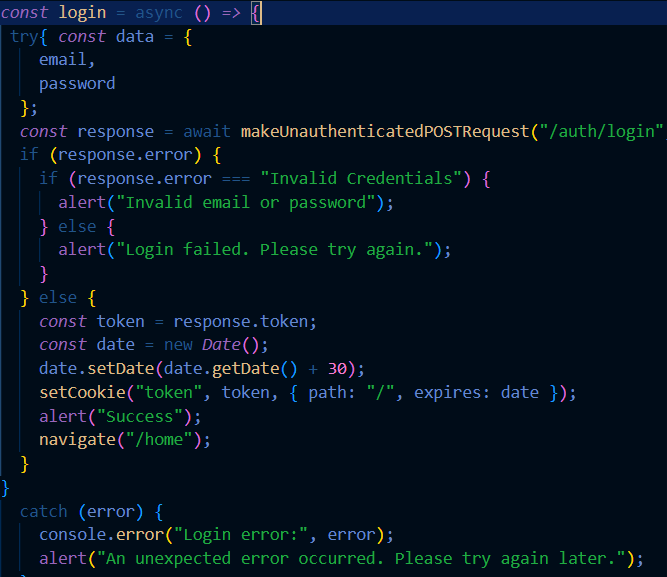 const login = async () => {
try{ const data = {
email,
password
};
const response = await makeUnauthenticatedPOSTRequest("/auth/login"
if (response.error) {
if (response.error === "Invalid Credentials") {
alert("Invalid email or password");
} else {
alert("Login failed. Please try again.");
}
} else {
const token = response.token;
const date = new Date();
date.setDate(date.getDate() + 30);
setCookie("token", token, { path: "/", expires: date });
alert("Success");
navigate("/home");
}
}
catch (error) {
console.error("Login error:", error);
alert("An unexpected error occurred. Please try again later.");